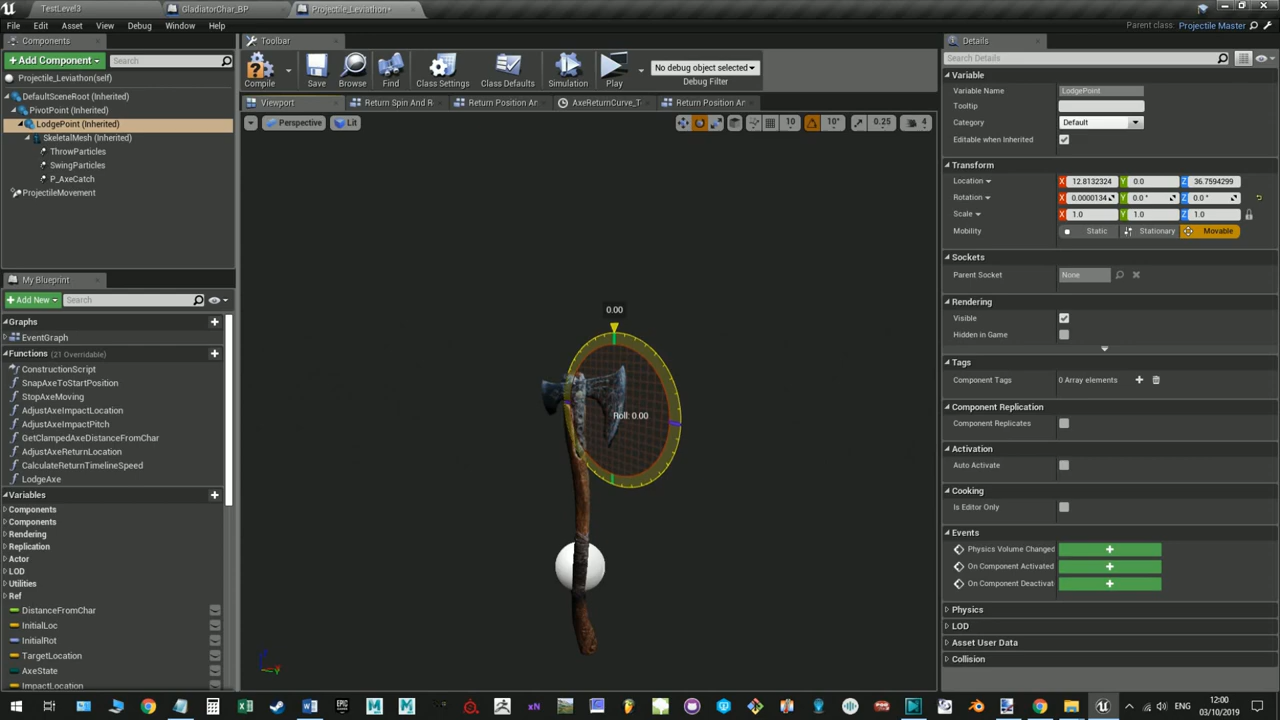 TestLevel3
GladiatorChar_BP
Projectile_Leviathon*
File Edit Asset View Debug Window Help
Parent class: Projectile Master
Components
Toolbar
Details
+ Add Component
Search
Search Details
Projectile_Leviathon(self)
DefaultSceneRoot (Inherited)
PivotPoint (Inherited)
LodgePoint (Inherited)
SkeletalMesh (Inherited)
ThrowParticles
SwingParticles
P_AxeCatch
ProjectileMovement
Compile
Save
Browse
Find
Class Settings
Class Defaults
Simulation
Play
No debug object selected
Debug Filter
Viewport
Return Spin And R
Return Position Ar
AxeReturnCurve_T
Return Position Ar
Perspective
Lit
10
10°
0.25
4
0.00
Roll: 0.00
My Blueprint
+ Add New
Search
Graphs
EventGraph
Functions (21 Overridable)
ConstructionScript
SnapAxeToStartPosition
StopAxeMoving
AdjustAxeImpactLocation
AdjustAxeImpactPitch
GetClampedAxeDistanceFromChar
AdjustAxeReturnLocation
CalculateReturnTimelineSpeed
LodgeAxe
Variables
Components
Components
Rendering
Replication
Actor
LOD
Utilities
Ref
DistanceFromChar
InitialLoc
InitialRot
TargetLocation
AxeState
ImpactLocation
Variable
Variable Name LodgePoint
Tooltip
Category Default
Editable when Inherited
Transform
Location X 12.8132324 Y 0.0 Z 36.7594299
Rotation X 0.0000134 Y 0.0 ° Z 0.0 °
Scale X 1.0 Y 1.0 Z 1.0
Mobility Static Stationary Movable
Sockets
Parent Socket None
Rendering
Visible
Hidden in Game
Tags
Component Tags 0 Array elements
Component Replication
Component Replicates
Activation
Auto Activate
Cooking
Is Editor Only
Events
Physics Volume Changed
On Component Activated
On Component Deactivat
Physics
LOD
Asset User Data
Collision
ENG
12:00
03/10/2019